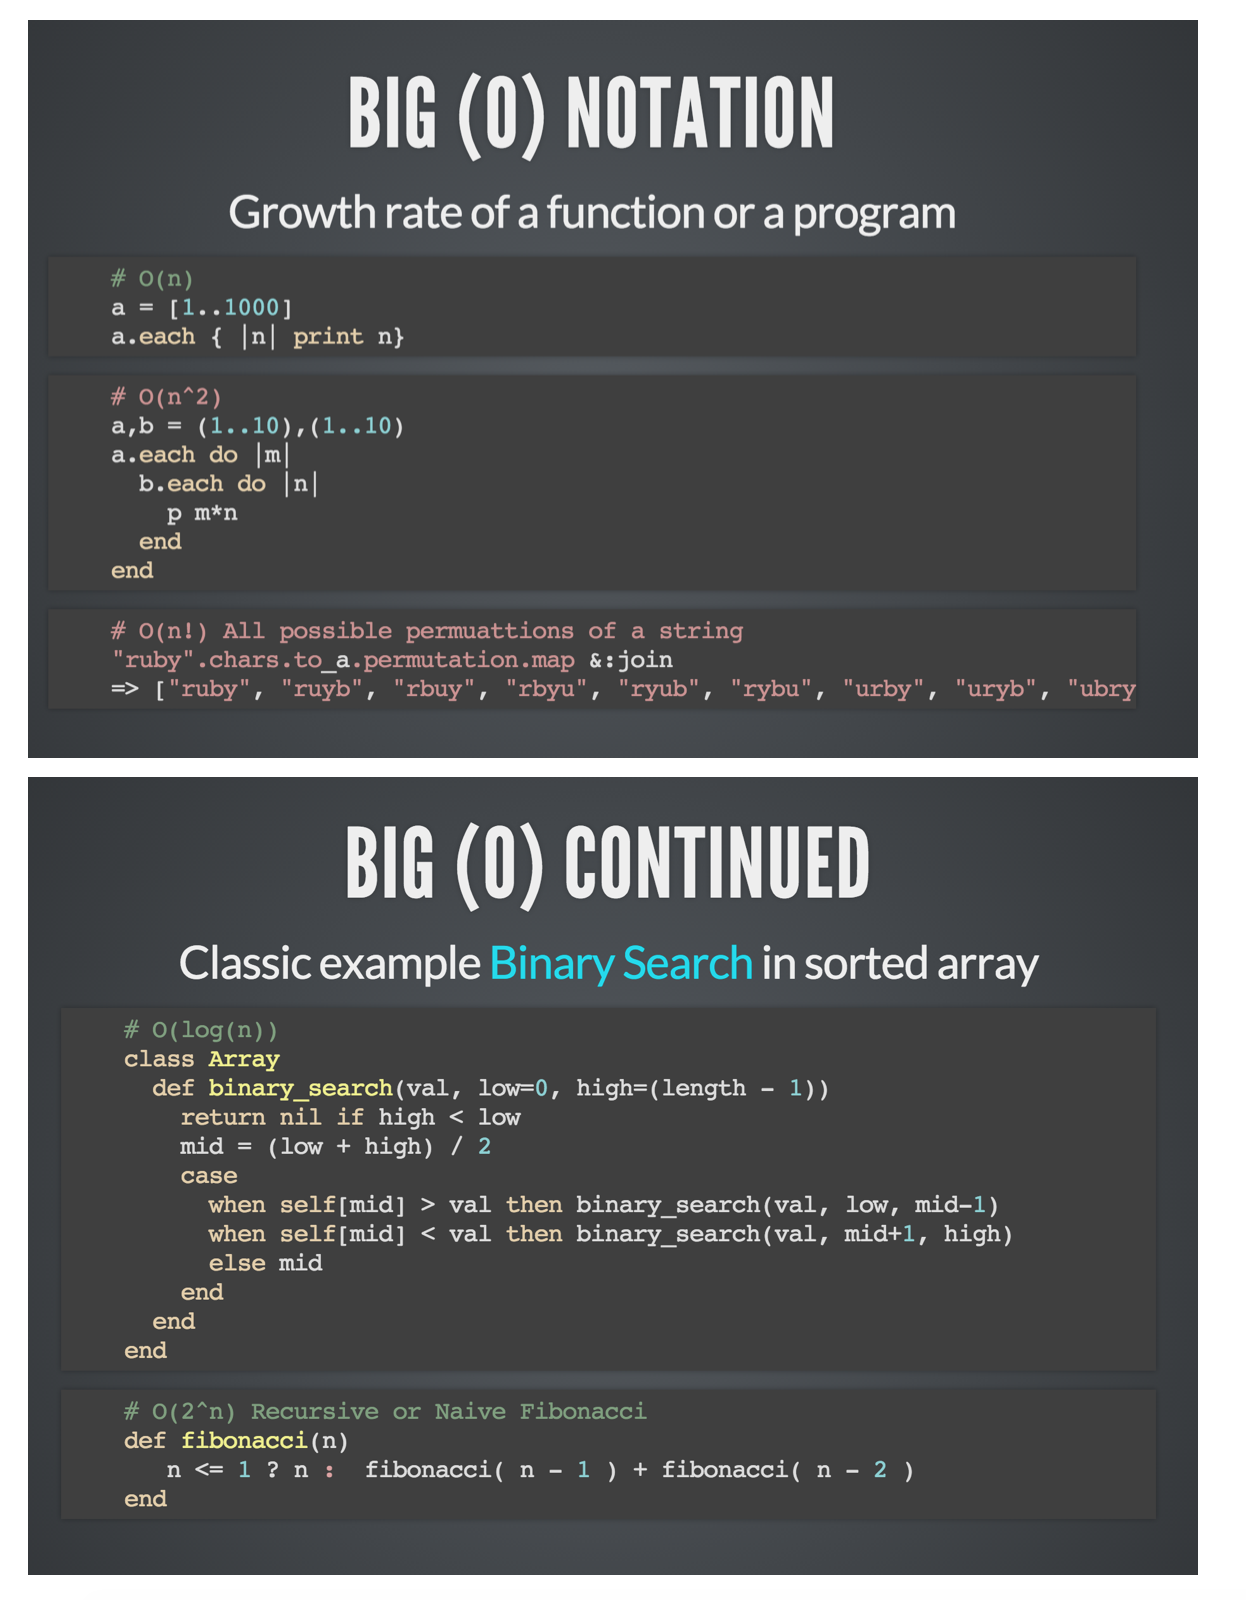 BIG (O) NOTATION
Growth rate of a function or a program
# O(n)
a = [1..1000]
a.each { |n| print n}
# O(n^2)
a,b = (1..10),(1..10)
a.each do |m|
  b.each do |n|
    p m*n
  end
end
# O(n!) All possible permuattions of a string
"ruby".chars.to_a.permutation.map &:join
=> ["ruby", "ruyb", "rbuy", "rbyu", "ryub", "rybu", "urby", "uryb", "ubry
BIG (O) CONTINUED
Classic example Binary Search in sorted array
# O(log(n))
class Array
  def binary_search(val, low=0, high=(length - 1))
    return nil if high < low
    mid = (low + high) / 2
    case
      when self[mid] > val then binary_search(val, low, mid-1)
      when self[mid] < val then binary_search(val, mid+1, high)
      else mid
    end
  end
end
# O(2^n) Recursive or Naive Fibonacci
def fibonacci(n)
   n <= 1 ? n :  fibonacci( n - 1 ) + fibonacci( n - 2 )
end